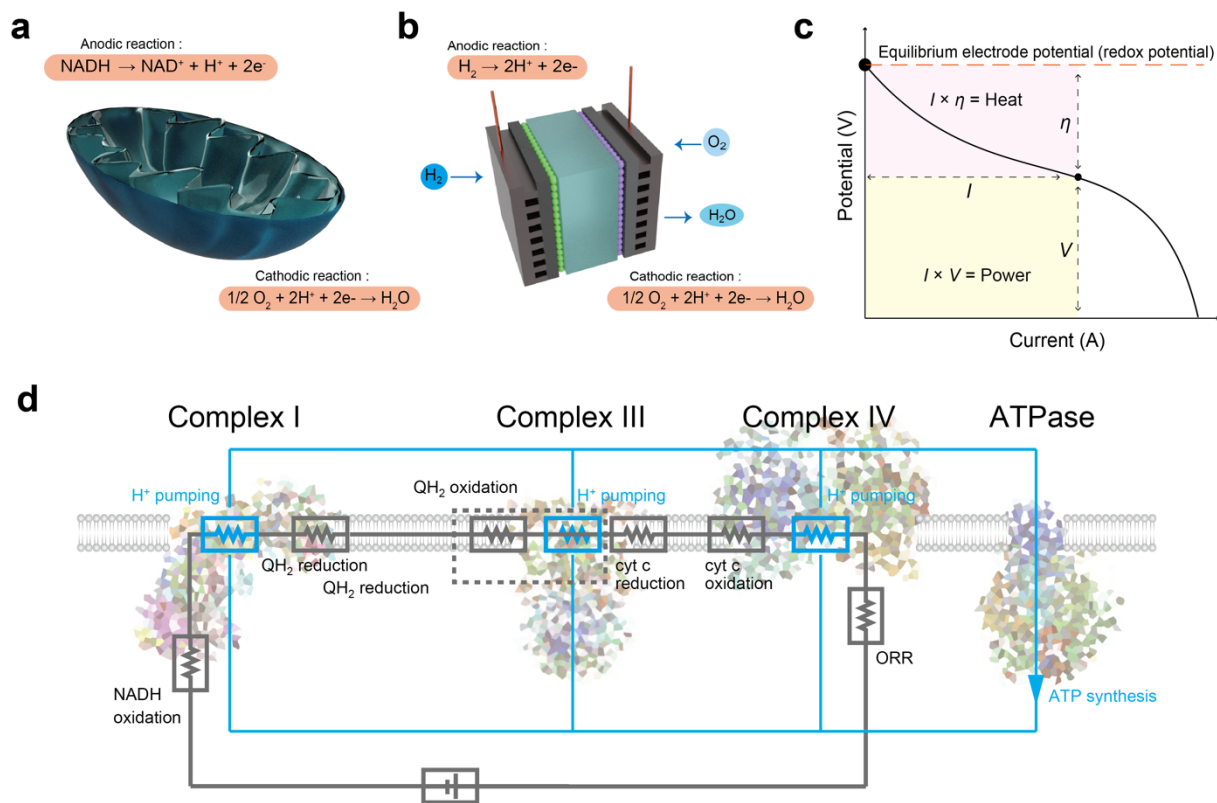 a
Anodic reaction :
NADH → NAD⁺ + H⁺ + 2e⁻
Cathodic reaction :
1/2 O₂ + 2H⁺ + 2e- → H₂O
b
Anodic reaction :
H₂ → 2H⁺ + 2e-
H₂
O₂
H₂O
Cathodic reaction :
1/2 O₂ + 2H⁺ + 2e- → H₂O
c
Equilibrium electrode potential (redox potential)
I × η = Heat
η
I
V
I × V = Power
Potential (V)
Current (A)
d
Complex I
Complex III
Complex IV
ATPase
H⁺ pumping
QH₂ oxidation
H⁺ pumping
H⁺ pumping
QH₂ reduction
QH₂ reduction
cyt c
reduction
cyt c
oxidation
NADH
oxidation
ORR
ATP synthesis